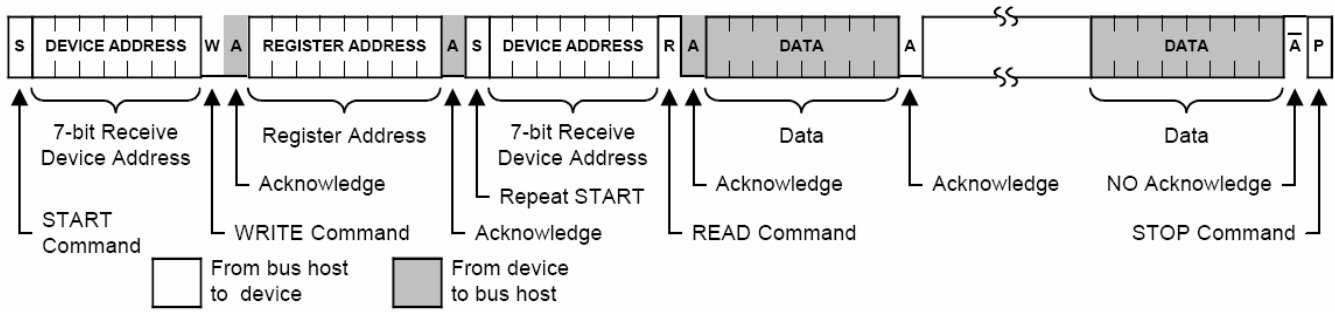 S DEVICE ADDRESS W A REGISTER ADDRESS A S DEVICE ADDRESS R A DATA A DATA A̅ P
7-bit Receive
Device Address
Register Address
7-bit Receive
Device Address
Data
Data
Acknowledge
Repeat START
Acknowledge
Acknowledge
NO Acknowledge
START
Command
WRITE Command
Acknowledge
READ Command
STOP Command
From bus host
to device
From device
to bus host